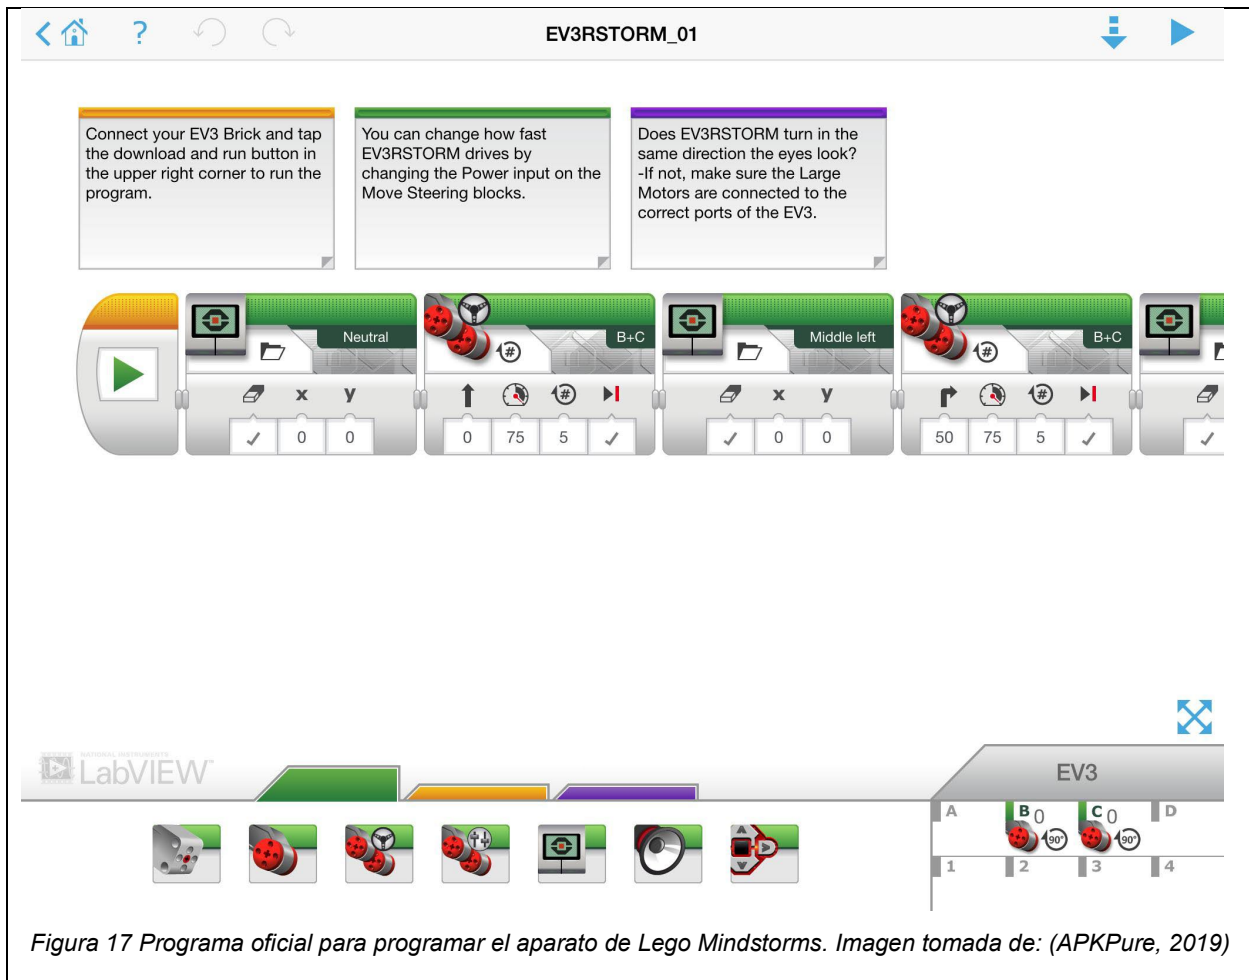 ?
EV3RSTORM_01
Connect your EV3 Brick and tap
the download and run button in
the upper right corner to run the
program.
You can change how fast
EV3RSTORM drives by
changing the Power input on the
Move Steering blocks.
Does EV3RSTORM turn in the
same direction the eyes look?
-If not, make sure the Large
Motors are connected to the
correct ports of the EV3.
Neutral
x y
0 0
#
B+C
#
0 75 5
Middle left
x y
0 0
#
B+C
#
50 75 5
NATIONAL INSTRUMENTS
LabVIEW™
EV3
A B 0 C 0 D
90° 90°
1 2 3 4
Figura 17 Programa oficial para programar el aparato de Lego Mindstorms. Imagen tomada de: (APKPure, 2019)